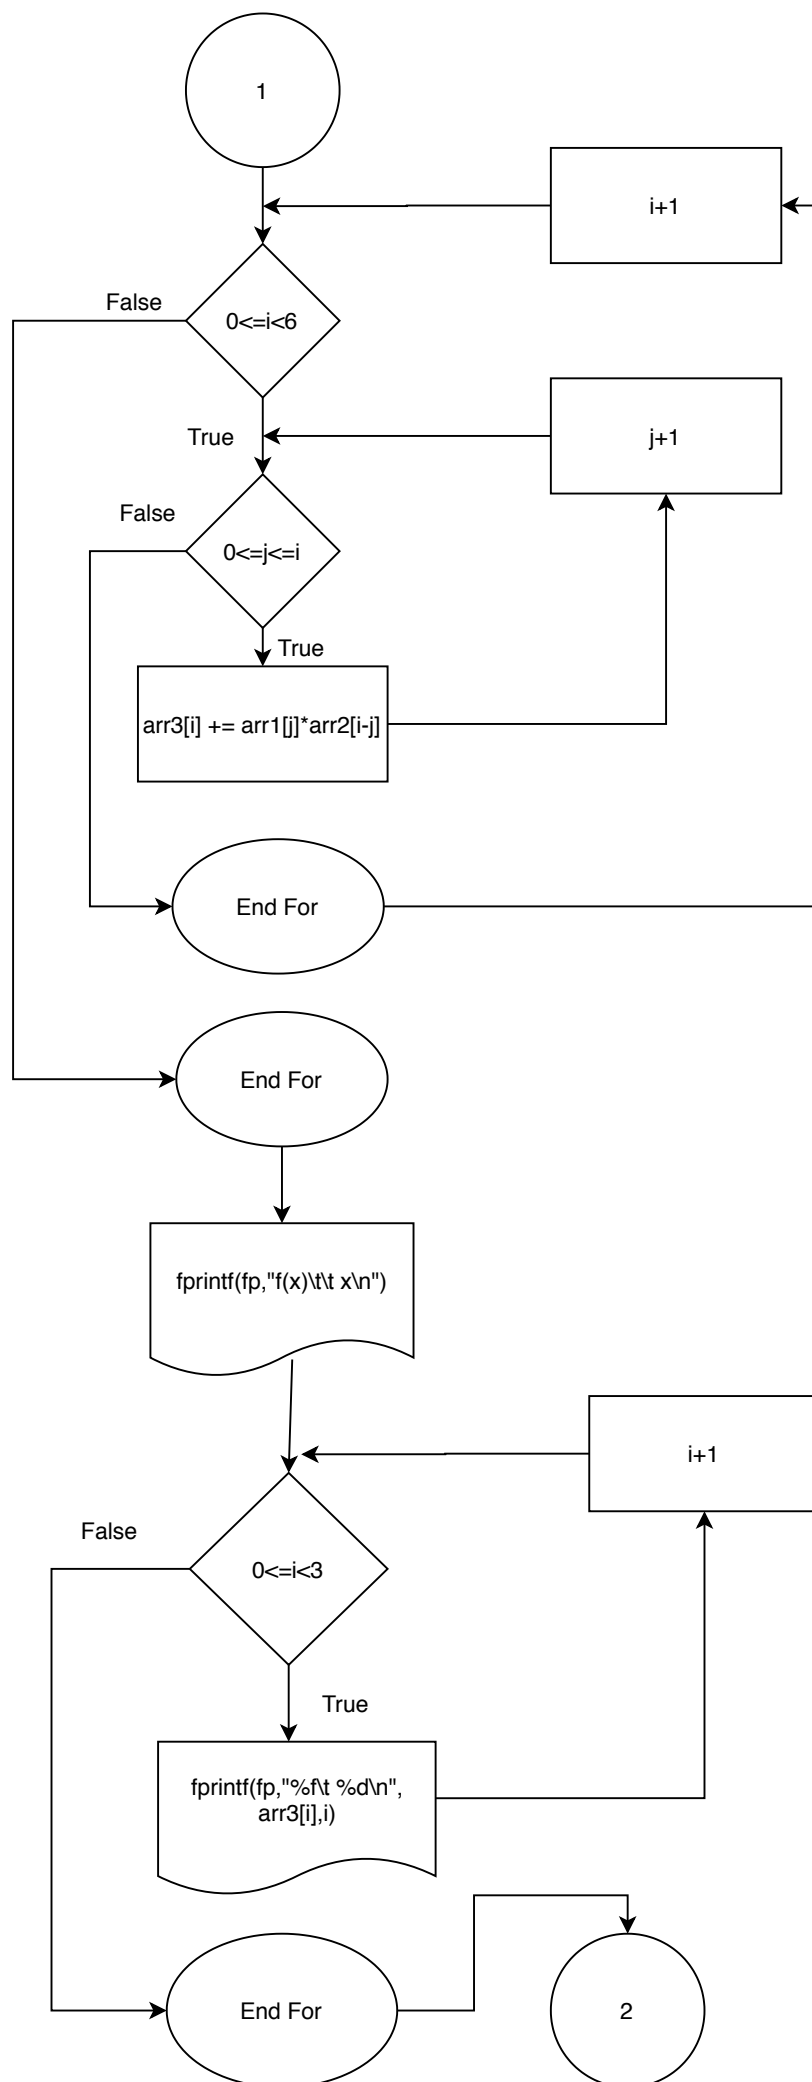 1
i+1
False
0<=i<6
True
j+1
False
0<=j<=i
True
arr3[i] += arr1[j]*arr2[i-j]
End For
End For
fprintf(fp,"f(x)\t\t x\n")
i+1
False
0<=i<3
True
fprintf(fp,"%f\t %d\n",
arr3[i],i)
End For
2